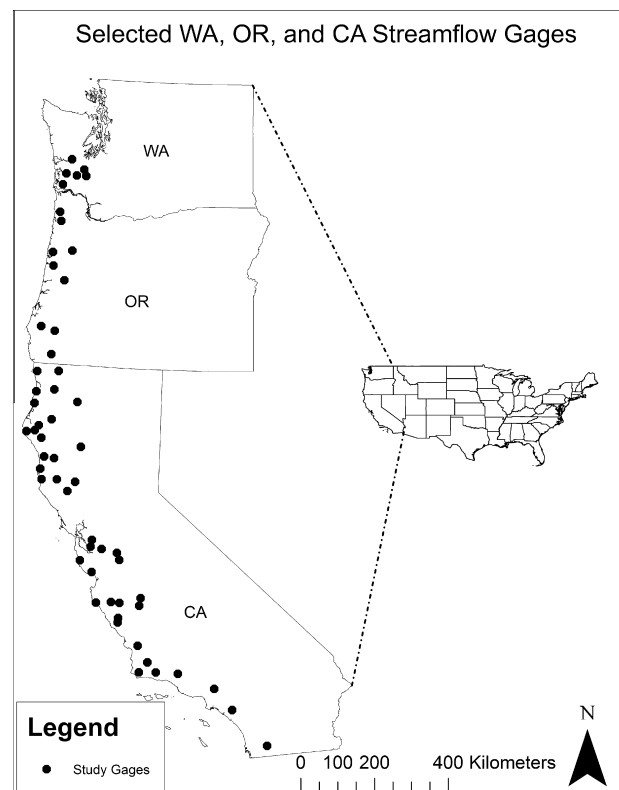 Selected WA, OR, and CA Streamflow Gages
WA
OR
CA
Legend
Study Gages
N
0 100 200 400 Kilometers